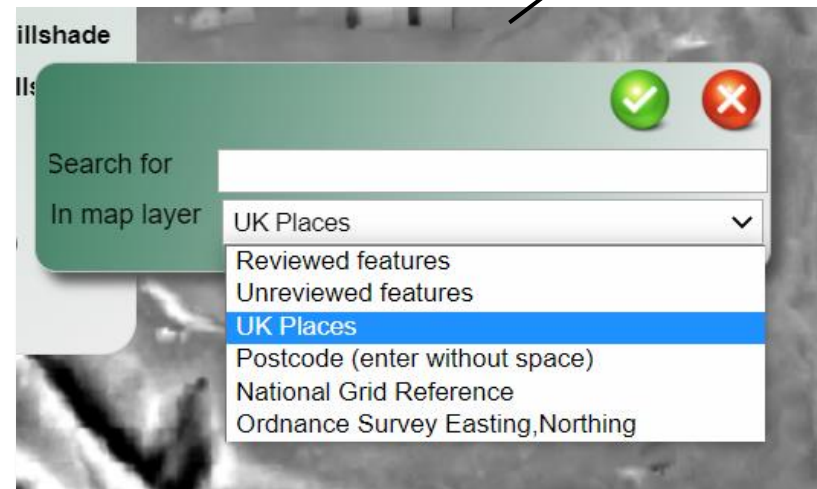 illshade
Search for
In map layer
UK Places
Reviewed features
Unreviewed features
UK Places
Postcode (enter without space)
National Grid Reference
Ordnance Survey Easting,Northing